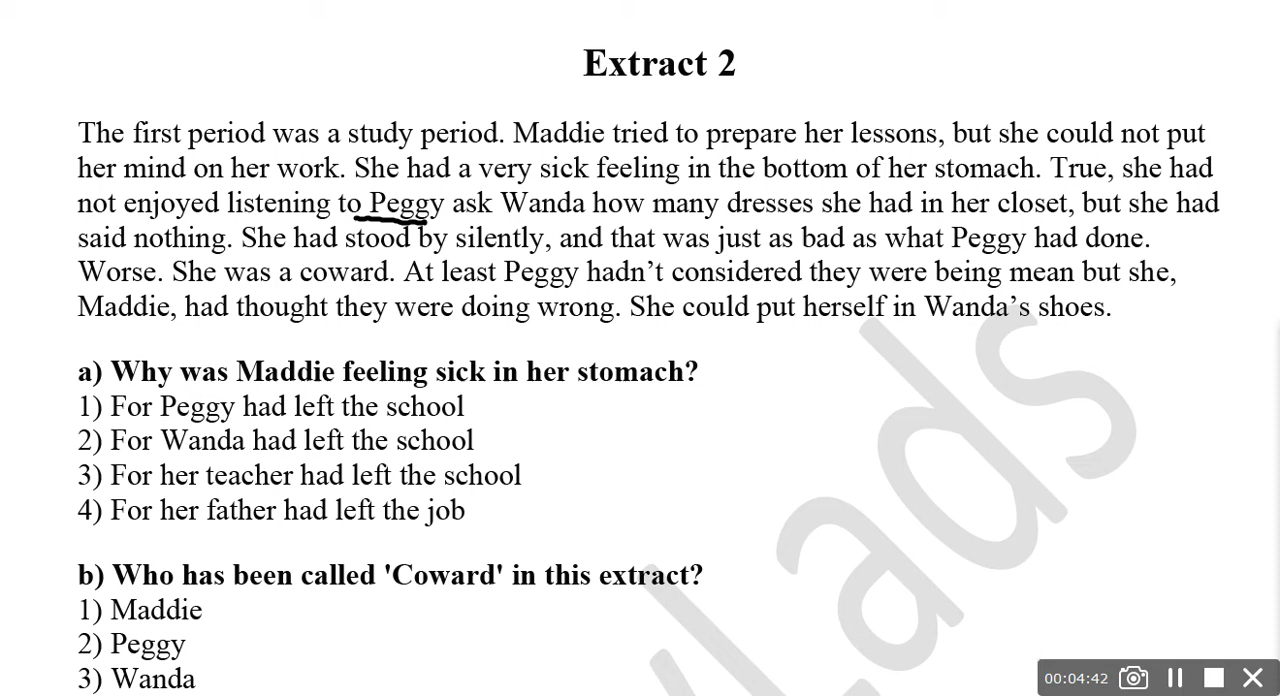 Extract 2
The first period was a study period. Maddie tried to prepare her lessons, but she could not put
her mind on her work. She had a very sick feeling in the bottom of her stomach. True, she had
not enjoyed listening to Peggy ask Wanda how many dresses she had in her closet, but she had
said nothing. She had stood by silently, and that was just as bad as what Peggy had done.
Worse. She was a coward. At least Peggy hadn't considered they were being mean but she,
Maddie, had thought they were doing wrong. She could put herself in Wanda's shoes.
a) Why was Maddie feeling sick in her stomach?
1) For Peggy had left the school
2) For Wanda had left the school
3) For her teacher had left the school
4) For her father had left the job
b) Who has been called 'Coward' in this extract?
1) Maddie
2) Peggy
3) Wanda
00:04:42